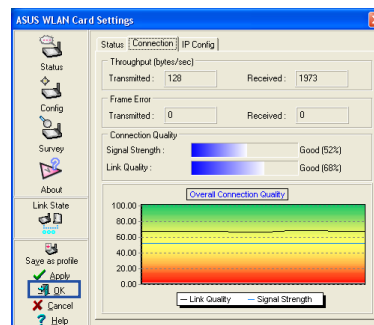 ASUS WLAN Card Settings
Status
Config
Survey
About
Link State
Save as profile
Apply
OK
Cancel
Help
Status Connection IP Config
Throughput (bytes/sec)
Transmitted : 128 Received : 1973
Frame Error
Transmitted : 0 Received : 0
Connection Quality
Signal Strength : Good (52%)
Link Quality : Good (68%)
Overall Connection Quality
100.00
80.00
60.00
40.00
20.00
0.00
Link Quality Signal Strength